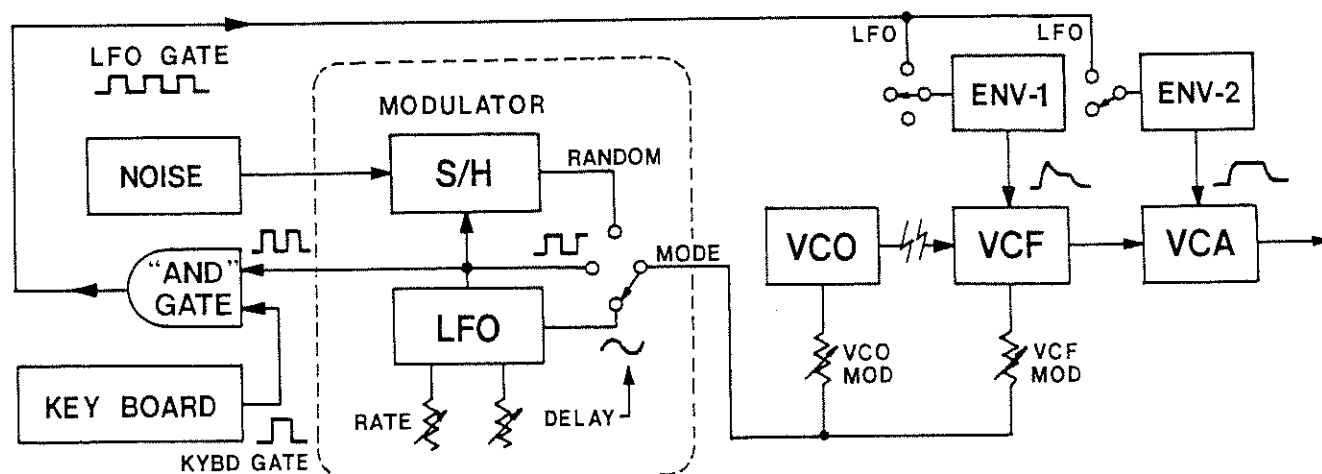 LFO GATE
LFO
LFO
MODULATOR
ENV-1
ENV-2
NOISE
S/H
RANDOM
VCO
VCF
VCA
MODE
"AND"
GATE
LFO
VCO
MOD
VCF
MOD
KEY BOARD
RATE
DELAY
KYBD GATE